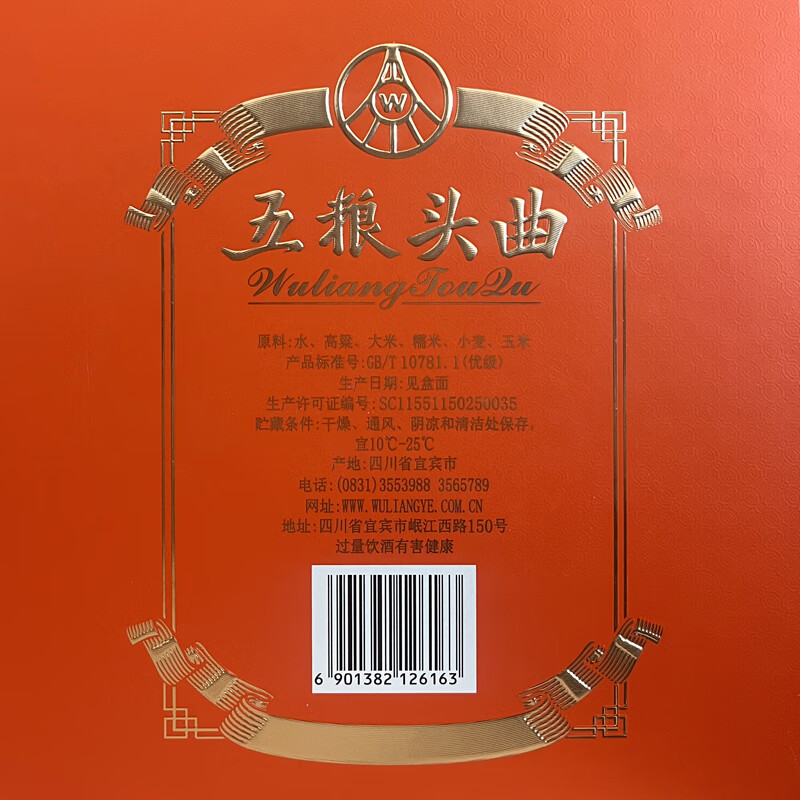 W
五粮头曲
WuliangTouQu
原料:水、高粱、大米、糯米、小麦、玉米
产品标准号:GB/T 10781.1(优级)
生产日期:见盒面
生产许可证编号:SC11551150250035
贮藏条件:干燥、通风、阴凉和清洁处保存,
宜10℃-25℃
产地:四川省宜宾市
电话:(0831)3553988 3565789
网址:WWW.WULIANGYE.COM.CN
地址:四川省宜宾市岷江西路150号
过量饮酒有害健康
6 901382 126163